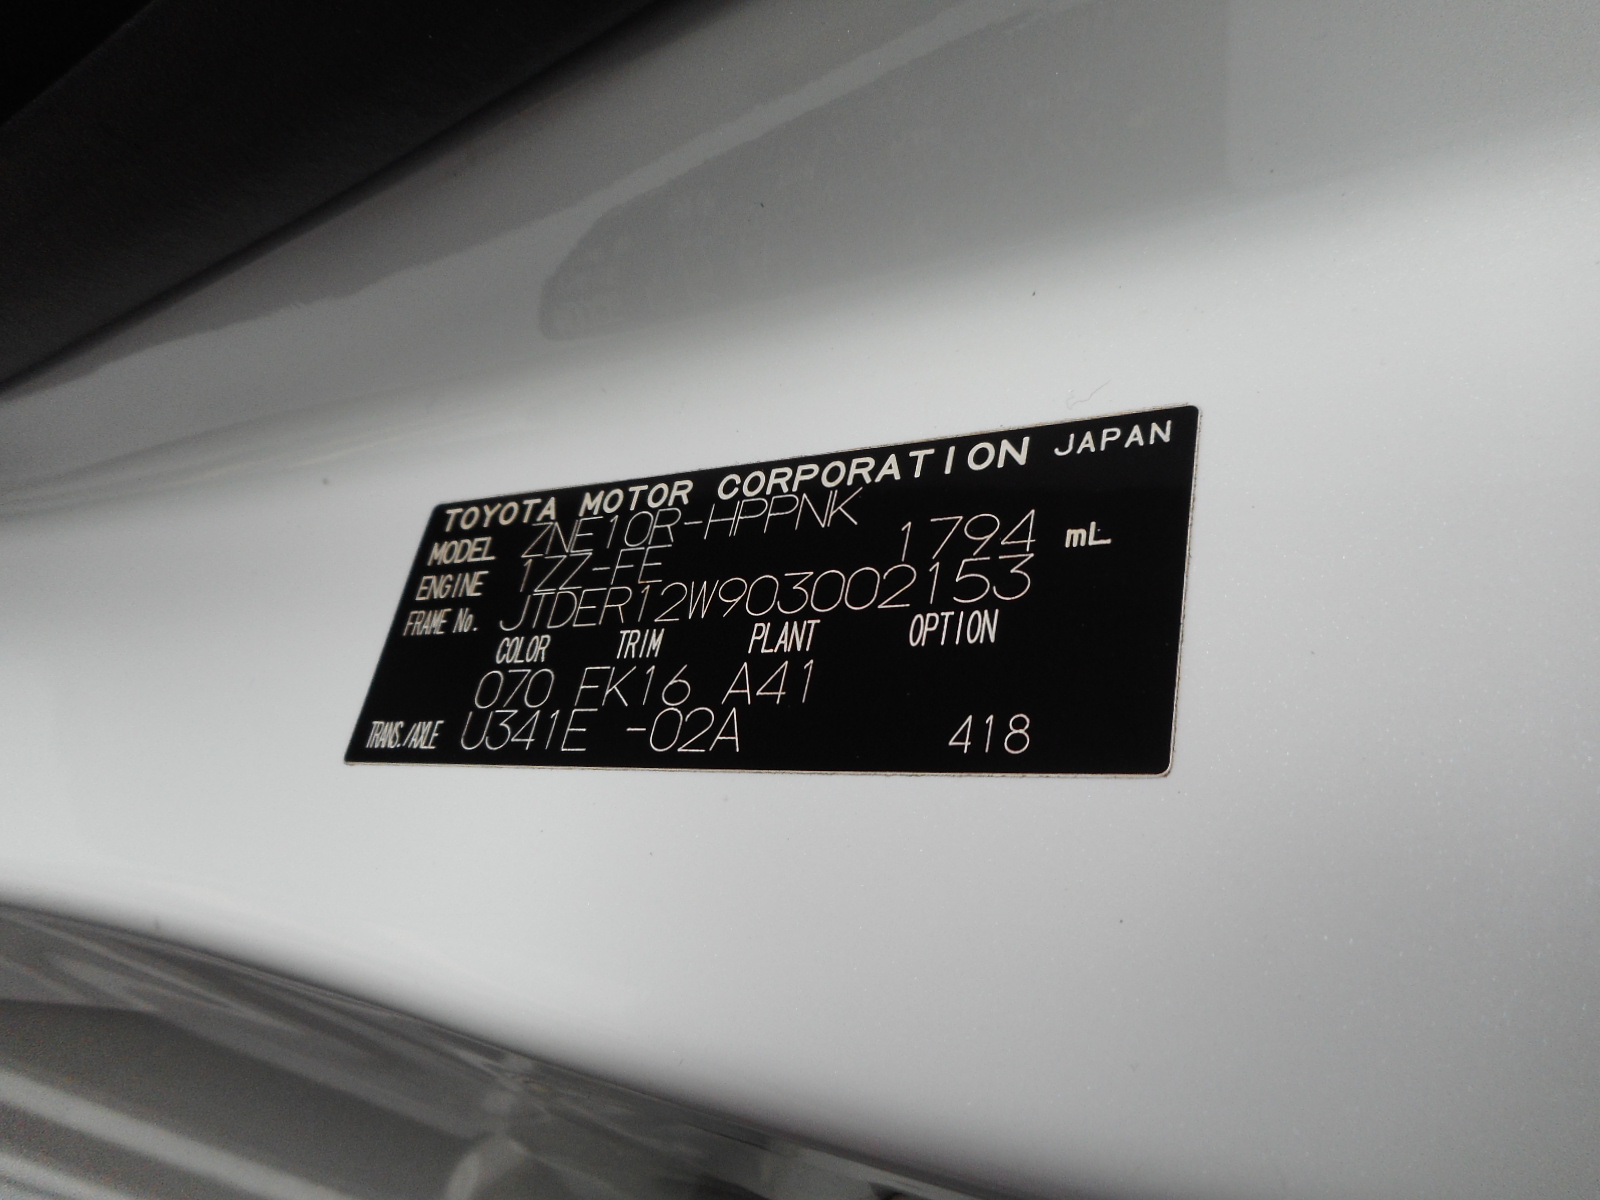 TOYOTA MOTOR CORPORATION JAPAN
MODEL ZNE10R-HPPNK
ENGINE 1ZZ-FE 1794 mL
FRAME No. JTDER12W903002153
COLOR TRIM PLANT OPTION
070 EK16 A41
TRANS./AXLE U341E -02A 418